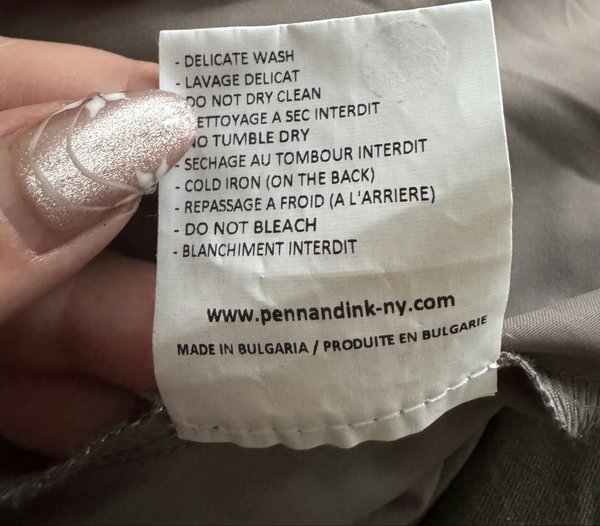 - DELICATE WASH
- LAVAGE DELICAT
DO NOT DRY CLEAN
ETTOYAGE A SEC INTERDIT
NO TUMBLE DRY
- SECHAGE AU TOMBOUR INTERDIT
- COLD IRON (ON THE BACK)
- REPASSAGE A FROID (A L'ARRIERE)
- DO NOT BLEACH
- BLANCHIMENT INTERDIT
www.pennandink-ny.com
MADE IN BULGARIA / PRODUITE EN BULGARIE